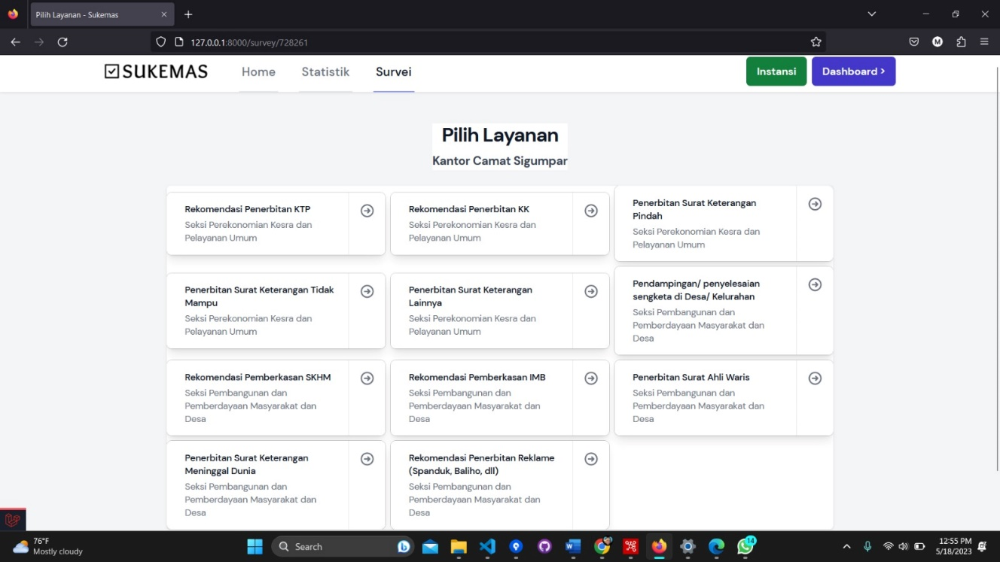 Pilih Layanan - Sukemas
127.0.0.1:8000/survey/728261
M
SUKEMAS
Home
Statistik
Survei
Instansi
Dashboard >
Pilih Layanan
Kantor Camat Sigumpar
Rekomendasi Penerbitan KTP
Seksi Perekonomian Kesra dan
Pelayanan Umum
Rekomendasi Penerbitan KK
Seksi Perekonomian Kesra dan
Pelayanan Umum
Penerbitan Surat Keterangan
Pindah
Seksi Perekonomian Kesra dan
Pelayanan Umum
Penerbitan Surat Keterangan Tidak
Mampu
Seksi Perekonomian Kesra dan
Pelayanan Umum
Penerbitan Surat Keterangan
Lainnya
Seksi Perekonomian Kesra dan
Pelayanan Umum
Pendampingan/ penyelesaian
sengketa di Desa/ Kelurahan
Seksi Pembangunan dan
Pemberdayaan Masyarakat dan
Desa
Rekomendasi Pemberkasan SKHM
Seksi Pembangunan dan
Pemberdayaan Masyarakat dan
Desa
Rekomendasi Pemberkasan IMB
Seksi Pembangunan dan
Pemberdayaan Masyarakat dan
Desa
Penerbitan Surat Ahli Waris
Seksi Pembangunan dan
Pemberdayaan Masyarakat dan
Desa
Penerbitan Surat Keterangan
Meninggal Dunia
Seksi Pembangunan dan
Pemberdayaan Masyarakat dan
Desa
Rekomendasi Penerbitan Reklame
(Spanduk, Baliho, dll)
Seksi Pembangunan dan
Pemberdayaan Masyarakat dan
Desa
76°F
Mostly cloudy
Search
14
12:55 PM
5/18/2023